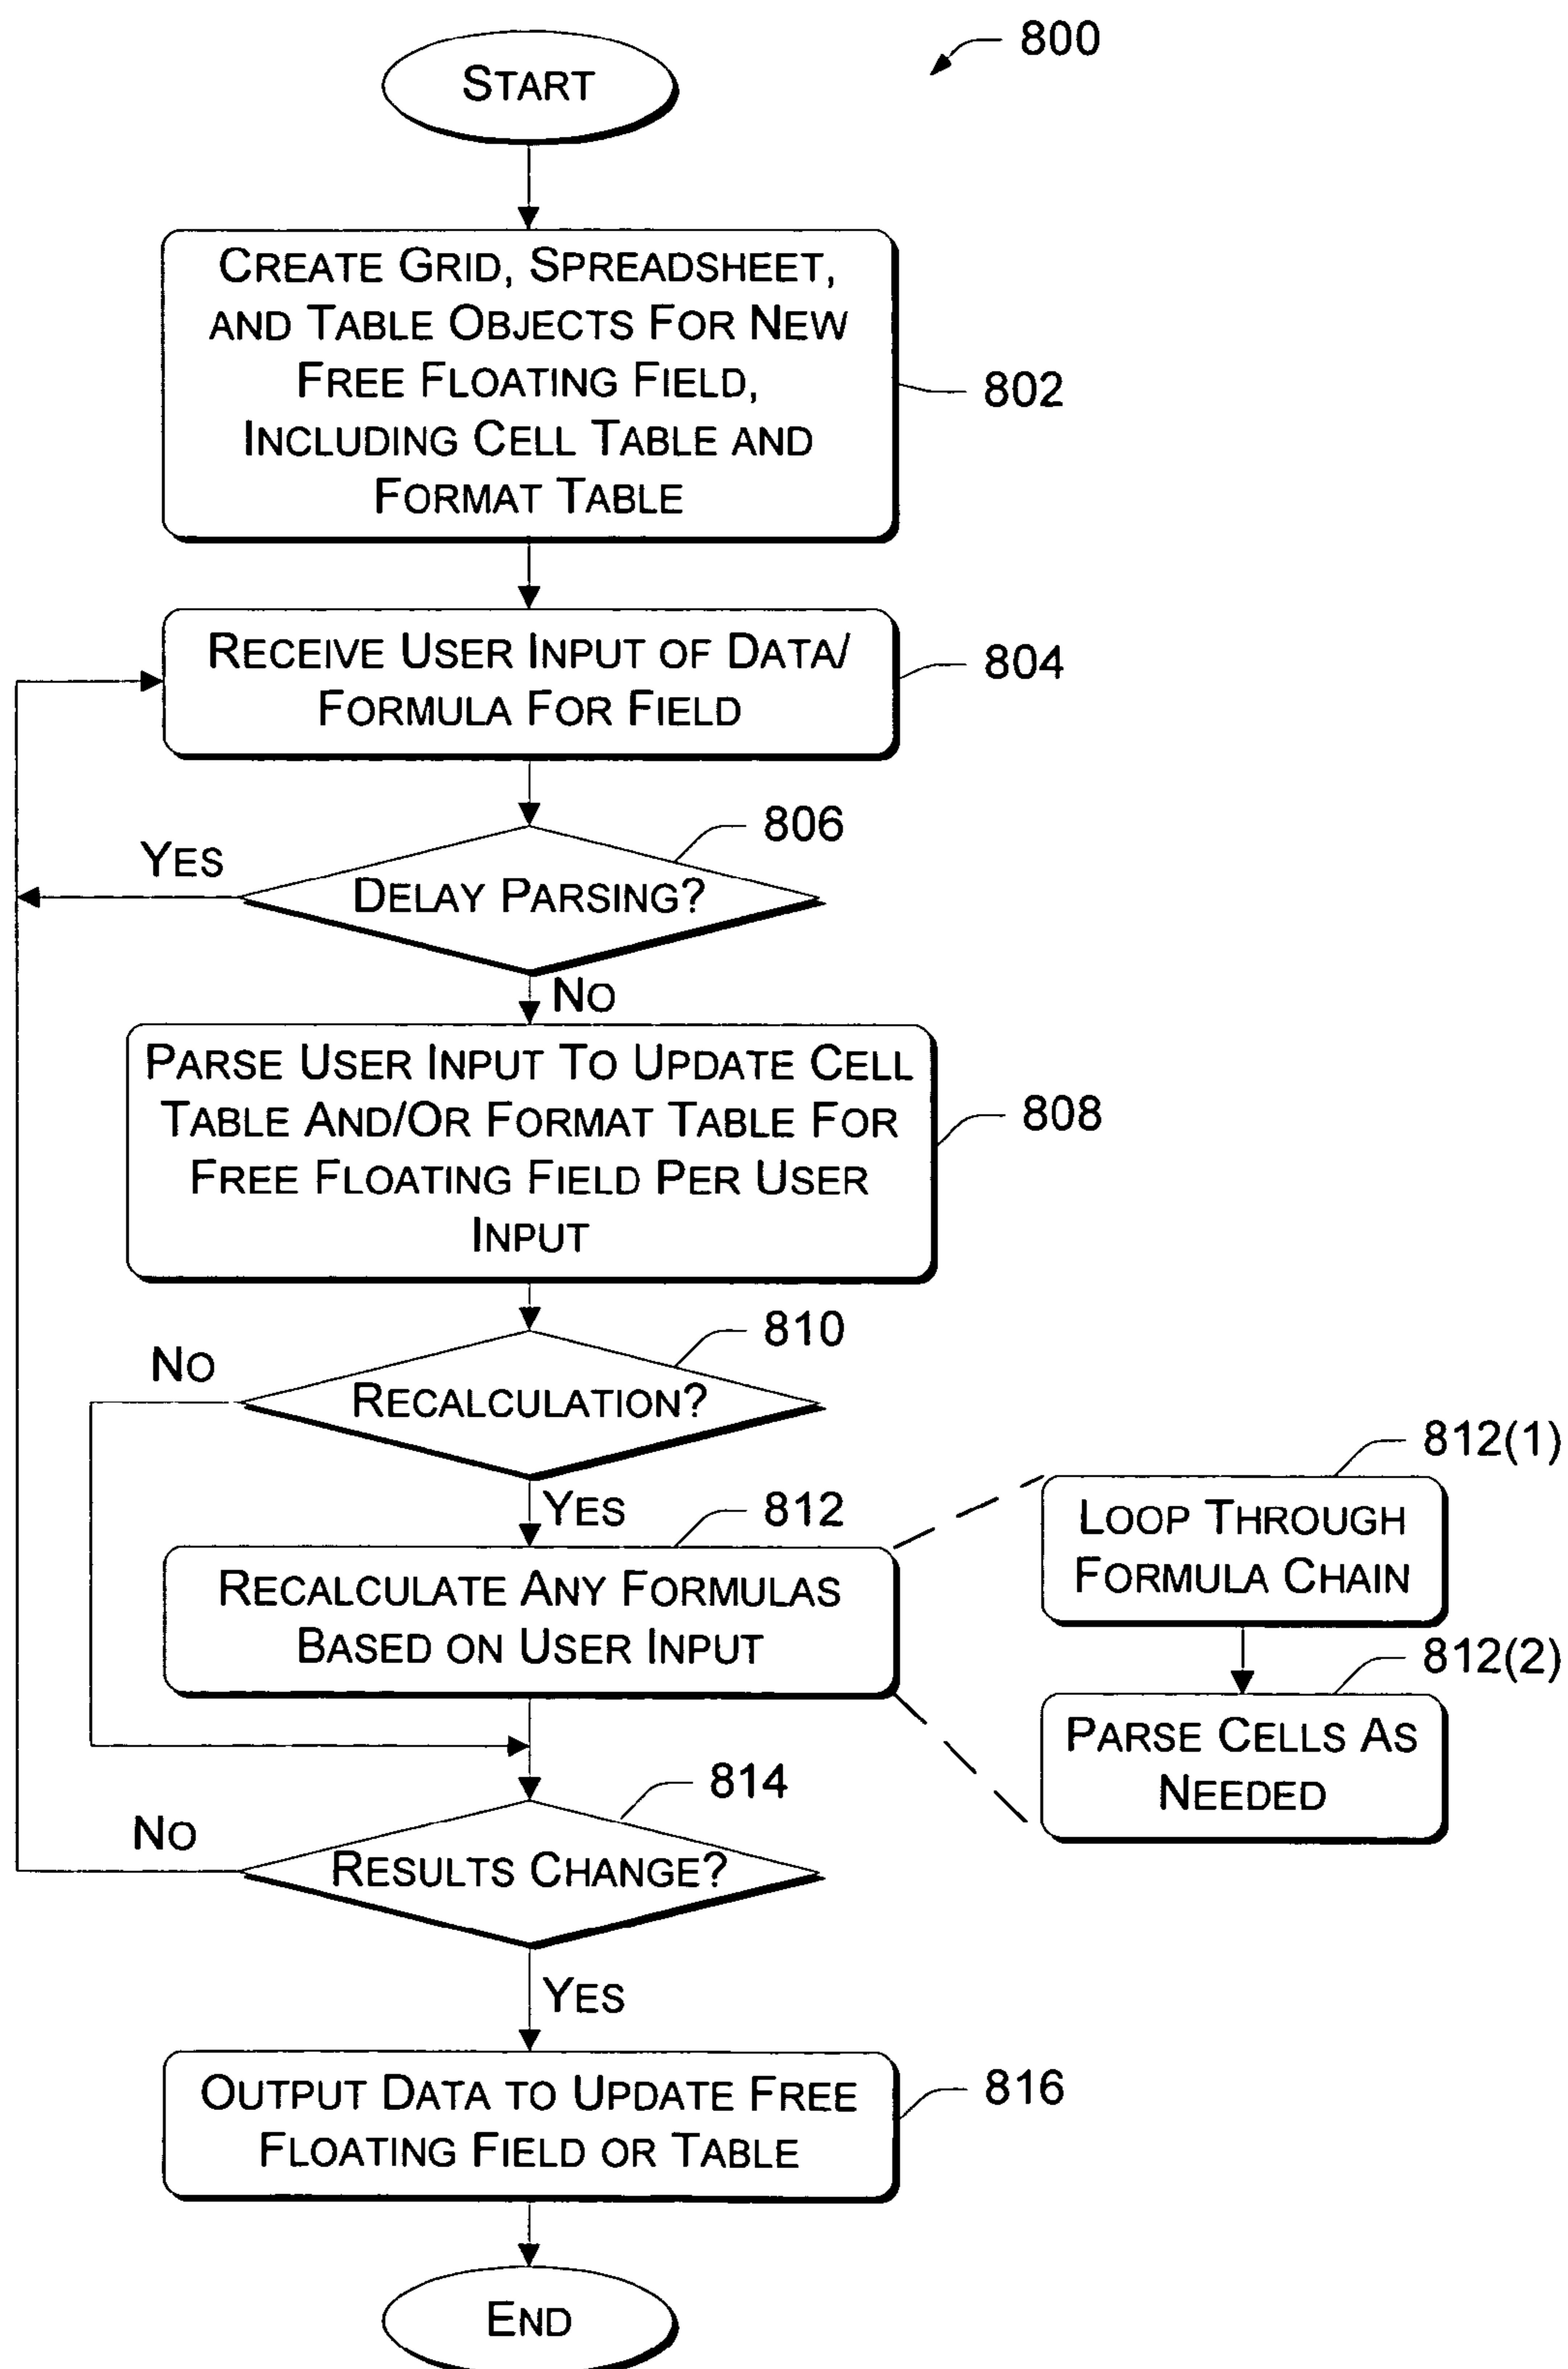 800
START
CREATE GRID, SPREADSHEET,
AND TABLE OBJECTS FOR NEW
FREE FLOATING FIELD,
INCLUDING CELL TABLE AND
FORMAT TABLE
802
RECEIVE USER INPUT OF DATA/
FORMULA FOR FIELD
804
806
YES
DELAY PARSING?
NO
PARSE USER INPUT TO UPDATE CELL
TABLE AND/OR FORMAT TABLE FOR
FREE FLOATING FIELD PER USER
INPUT
808
810
NO
RECALCULATION?
YES
812
RECALCULATE ANY FORMULAS
BASED ON USER INPUT
812(1)
LOOP THROUGH
FORMULA CHAIN
812(2)
PARSE CELLS AS
NEEDED
814
NO
RESULTS CHANGE?
YES
OUTPUT DATA TO UPDATE FREE
FLOATING FIELD OR TABLE
816
END